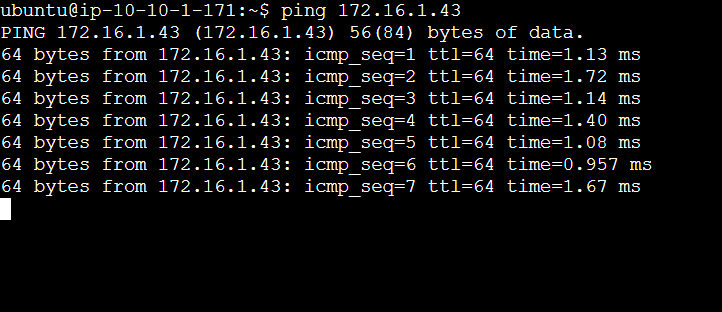 ubuntu@ip-10-10-1-171:~$ ping 172.16.1.43
PING 172.16.1.43 (172.16.1.43) 56(84) bytes of data.
64 bytes from 172.16.1.43: icmp_seq=1 ttl=64 time=1.13 ms
64 bytes from 172.16.1.43: icmp_seq=2 ttl=64 time=1.72 ms
64 bytes from 172.16.1.43: icmp_seq=3 ttl=64 time=1.14 ms
64 bytes from 172.16.1.43: icmp_seq=4 ttl=64 time=1.40 ms
64 bytes from 172.16.1.43: icmp_seq=5 ttl=64 time=1.08 ms
64 bytes from 172.16.1.43: icmp_seq=6 ttl=64 time=0.957 ms
64 bytes from 172.16.1.43: icmp_seq=7 ttl=64 time=1.67 ms